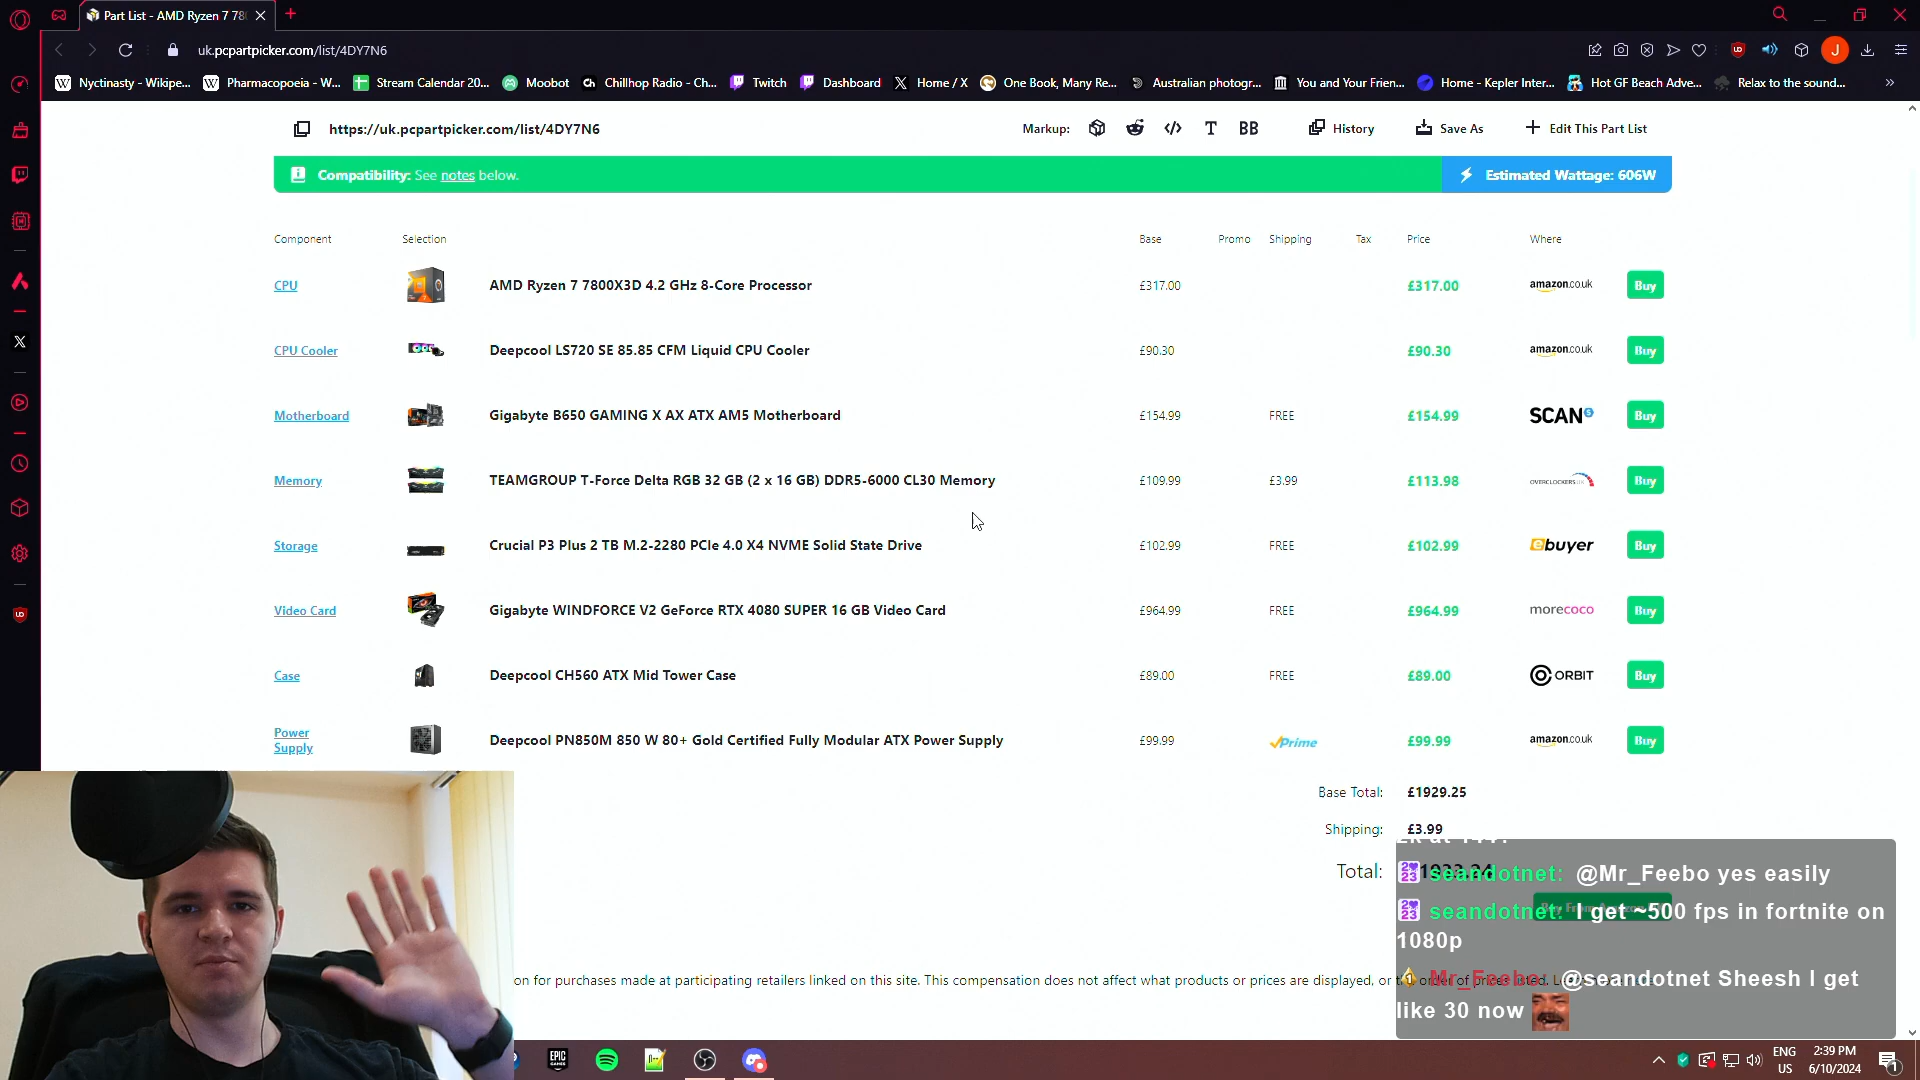 Part List - AMD Ryzen 7 78
uk.pcpartpicker.com/list/4DY7N6
J
Nyctinasty - Wikipe... Pharmacopoeia - W... Stream Calendar 20... Moobot Chillhop Radio - Ch... Twitch Dashboard Home / X One Book, Many Re... Australian photogr... You and Your Frien... Home - Kepler Inter... Hot GF Beach Adve... Relax to the sound...
https://uk.pcpartpicker.com/list/4DY7N6 Markup: T BB History Save As Edit This Part List
Compatibility: See notes below. Estimated Wattage: 606W
Component Selection Base Promo Shipping Tax Price Where
CPU AMD Ryzen 7 7800X3D 4.2 GHz 8-Core Processor £317.00 £317.00 amazon.co.uk Buy
CPU Cooler Deepcool LS720 SE 85.85 CFM Liquid CPU Cooler £90.30 £90.30 amazon.co.uk Buy
Motherboard Gigabyte B650 GAMING X AX ATX AM5 Motherboard £154.99 FREE £154.99 SCAN Buy
Memory TEAMGROUP T-Force Delta RGB 32 GB (2 x 16 GB) DDR5-6000 CL30 Memory £109.99 £3.99 £113.98 OVERCLOCKERS Buy
Storage Crucial P3 Plus 2 TB M.2-2280 PCIe 4.0 X4 NVME Solid State Drive £102.99 FREE £102.99 ebuyer Buy
Video Card Gigabyte WINDFORCE V2 GeForce RTX 4080 SUPER 16 GB Video Card £964.99 FREE £964.99 morecoco Buy
Case Deepcool CH560 ATX Mid Tower Case £89.00 FREE £89.00 ORBIT Buy
Power
Supply Deepcool PN850M 850 W 80+ Gold Certified Fully Modular ATX Power Supply £99.99 Prime £99.99 amazon.co.uk Buy
Base Total: £1929.25
Shipping: £3.99
Total:
seandotnet: @Mr_Feebo yes easily
seandotnet: I get ~500 fps in fortnite on
1080p
on for purchases made at participating retailers linked on this site. This compensation does not affect what products or prices are displayed, or
Mr_Feebo: @seandotnet Sheesh I get
like 30 now
EPIC GAMES
ENG
US
2:39 PM
6/10/2024